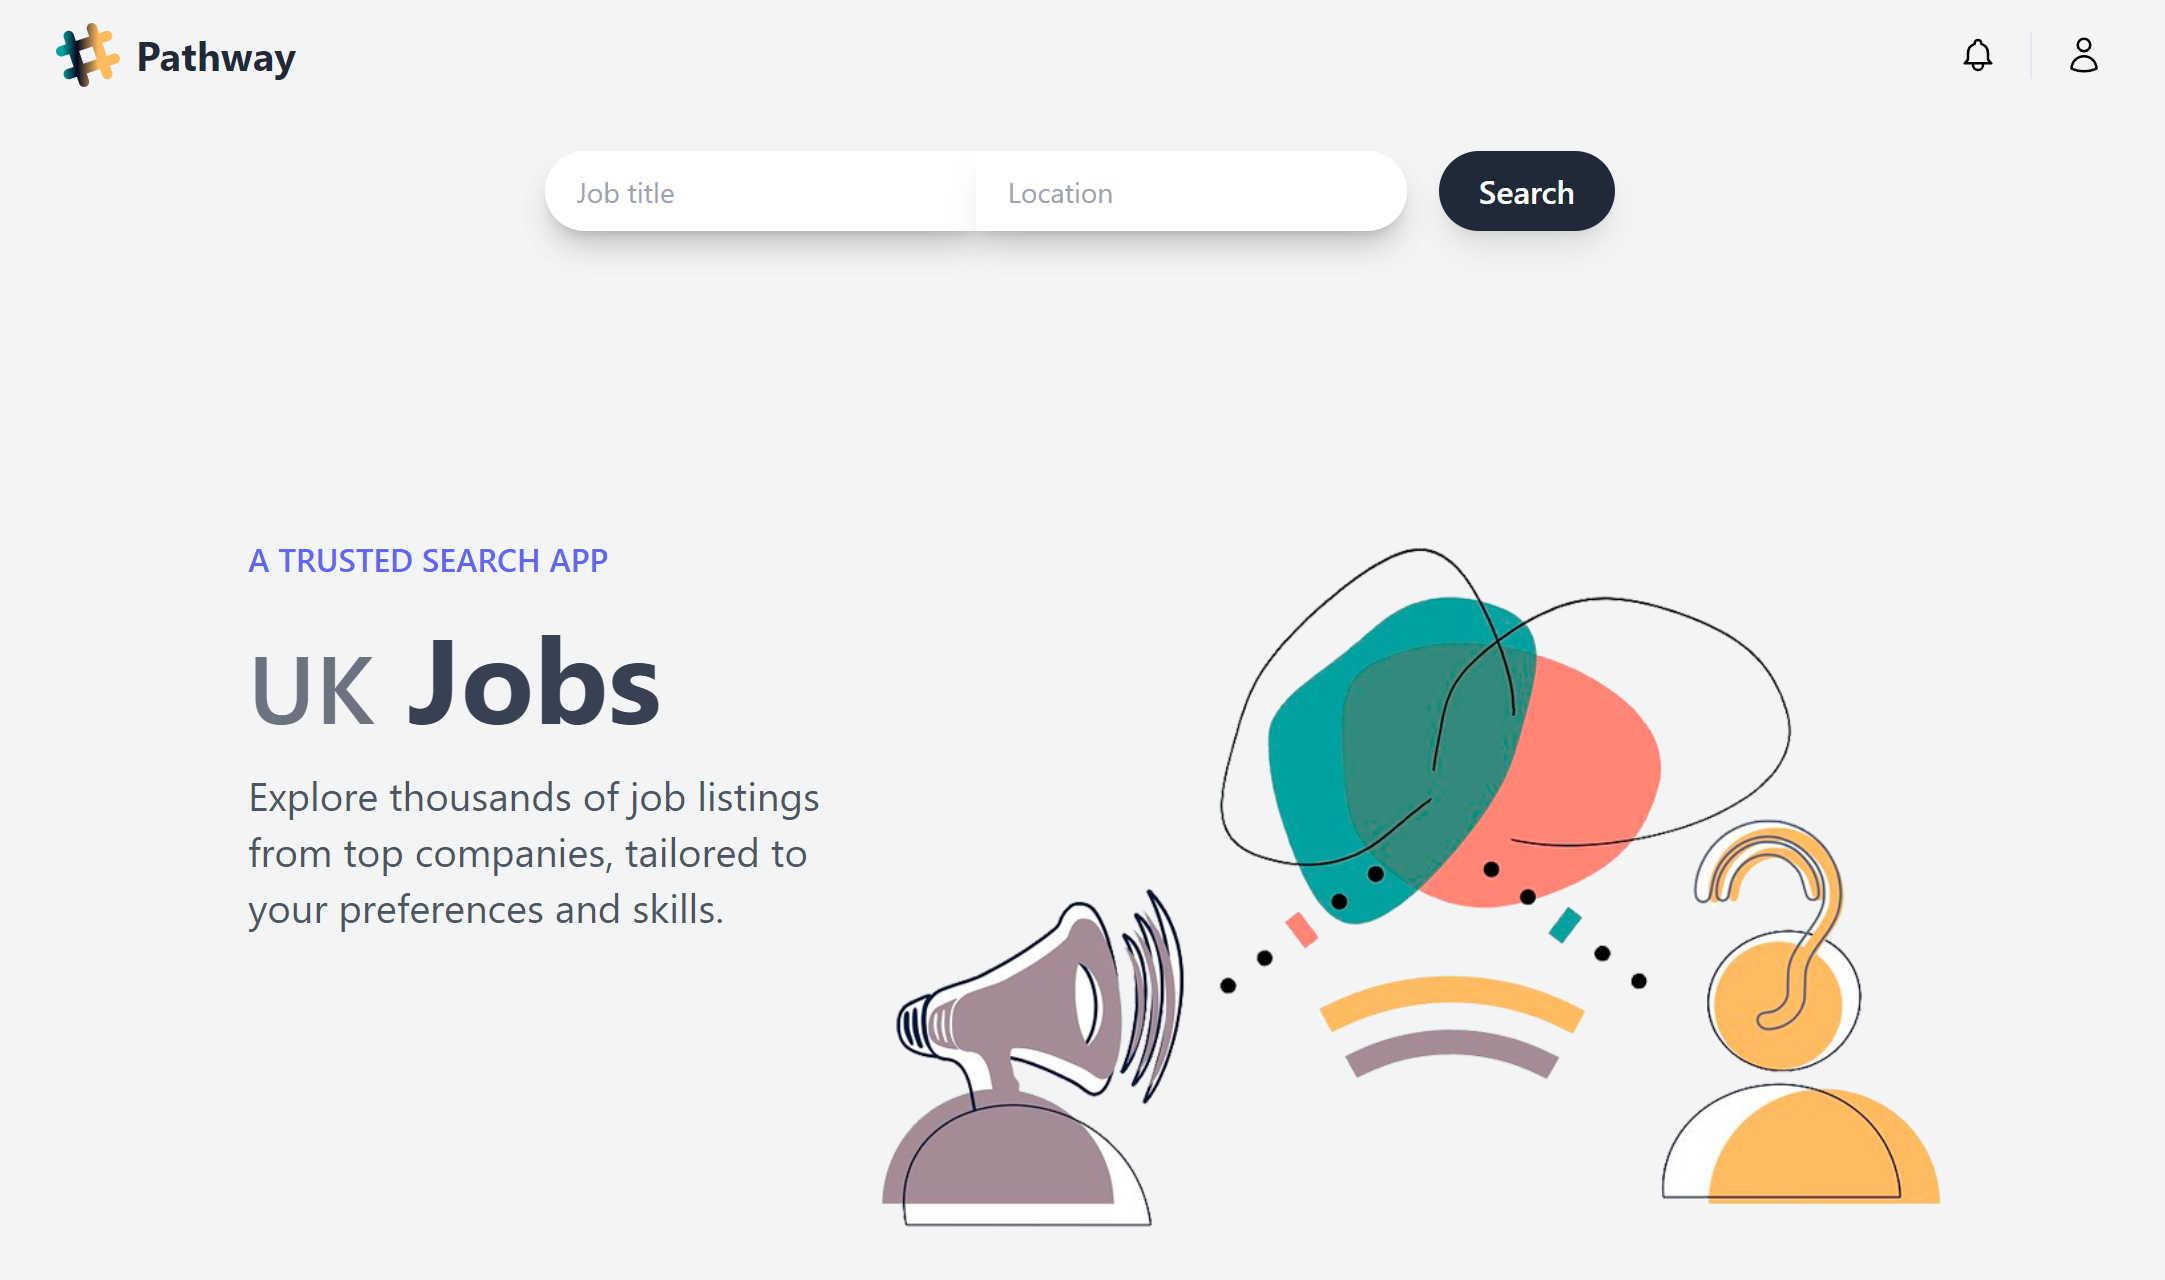 Pathway
Job title
Location
Search
A TRUSTED SEARCH APP
UK Jobs
Explore thousands of job listings
from top companies, tailored to
your preferences and skills.